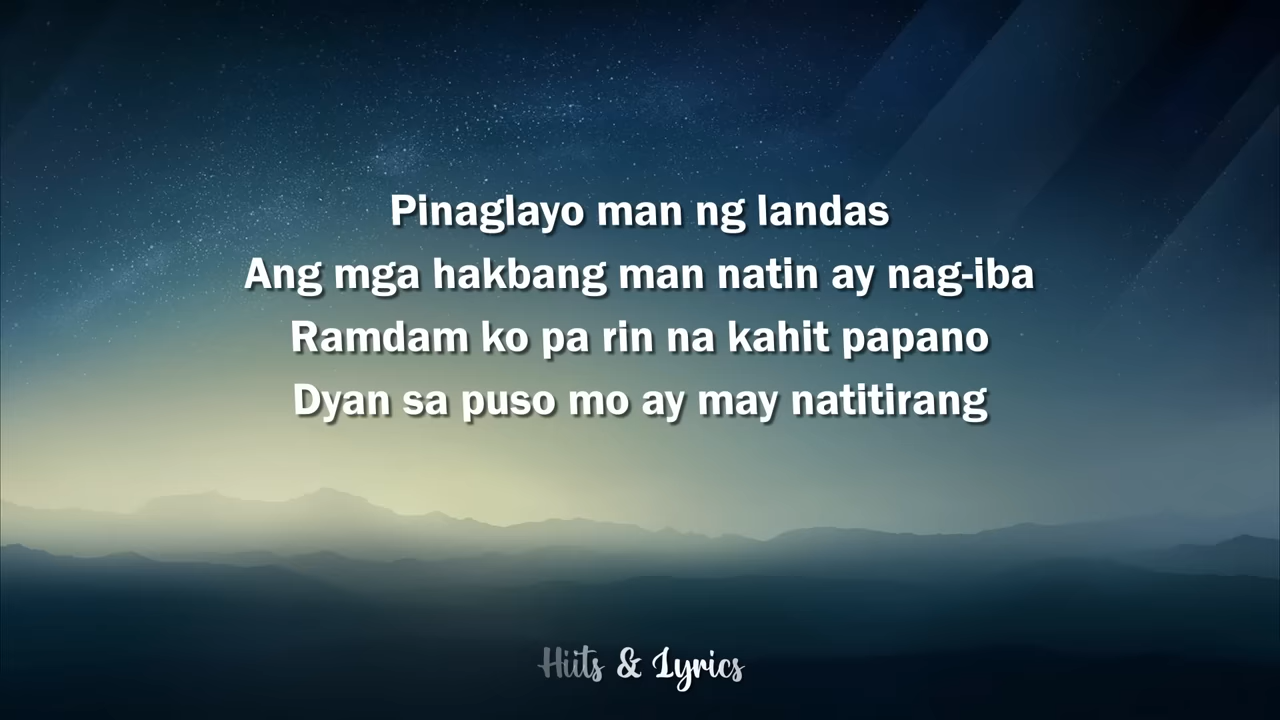 Pinaglayo man ng landas
Ang mga hakbang man natin ay nag-iba
Ramdam ko pa rin na kahit papano
Dyan sa puso mo ay may natitirang
Hiits & Lyrics